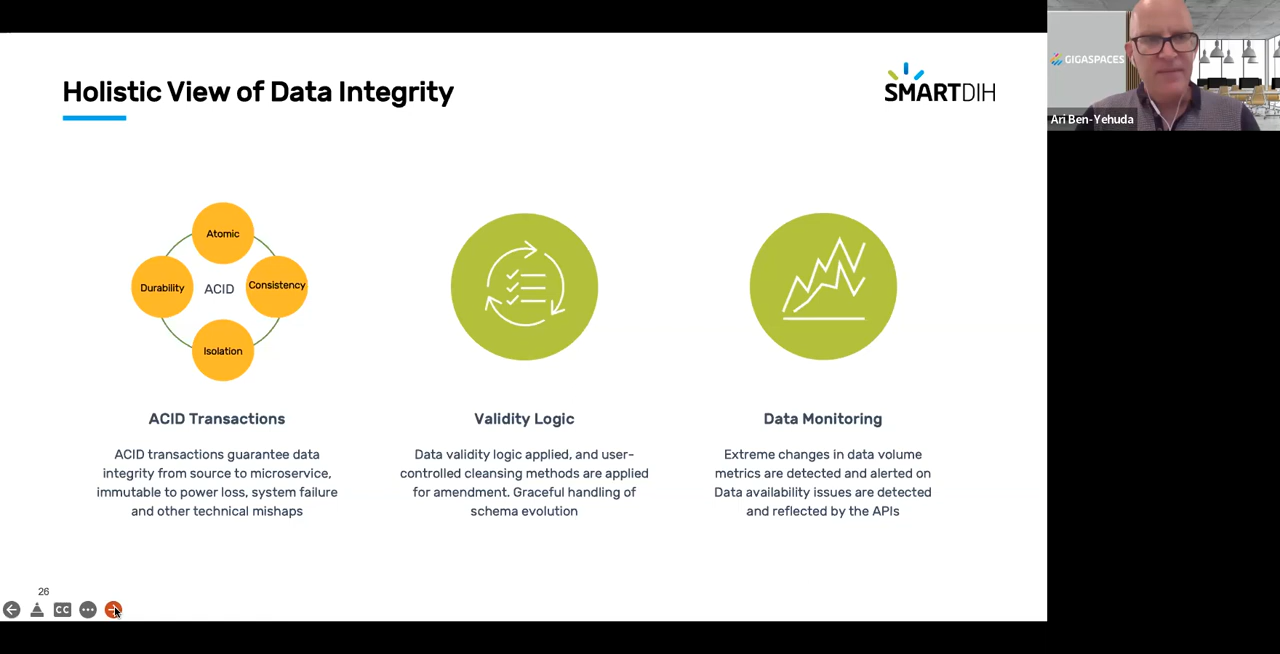 Holistic View of Data Integrity
SMARTDIH
GIGASPACES
Ari Ben-Yehuda
Atomic
Durability
ACID
Consistency
Isolation
ACID Transactions
ACID transactions guarantee data
integrity from source to microservice,
immutable to power loss, system failure
and other technical mishaps
Validity Logic
Data validity logic applied, and user-
controlled cleansing methods are applied
for amendment. Graceful handling of
schema evolution
Data Monitoring
Extreme changes in data volume
metrics are detected and alerted on
Data availability issues are detected
and reflected by the APIs
26
CC